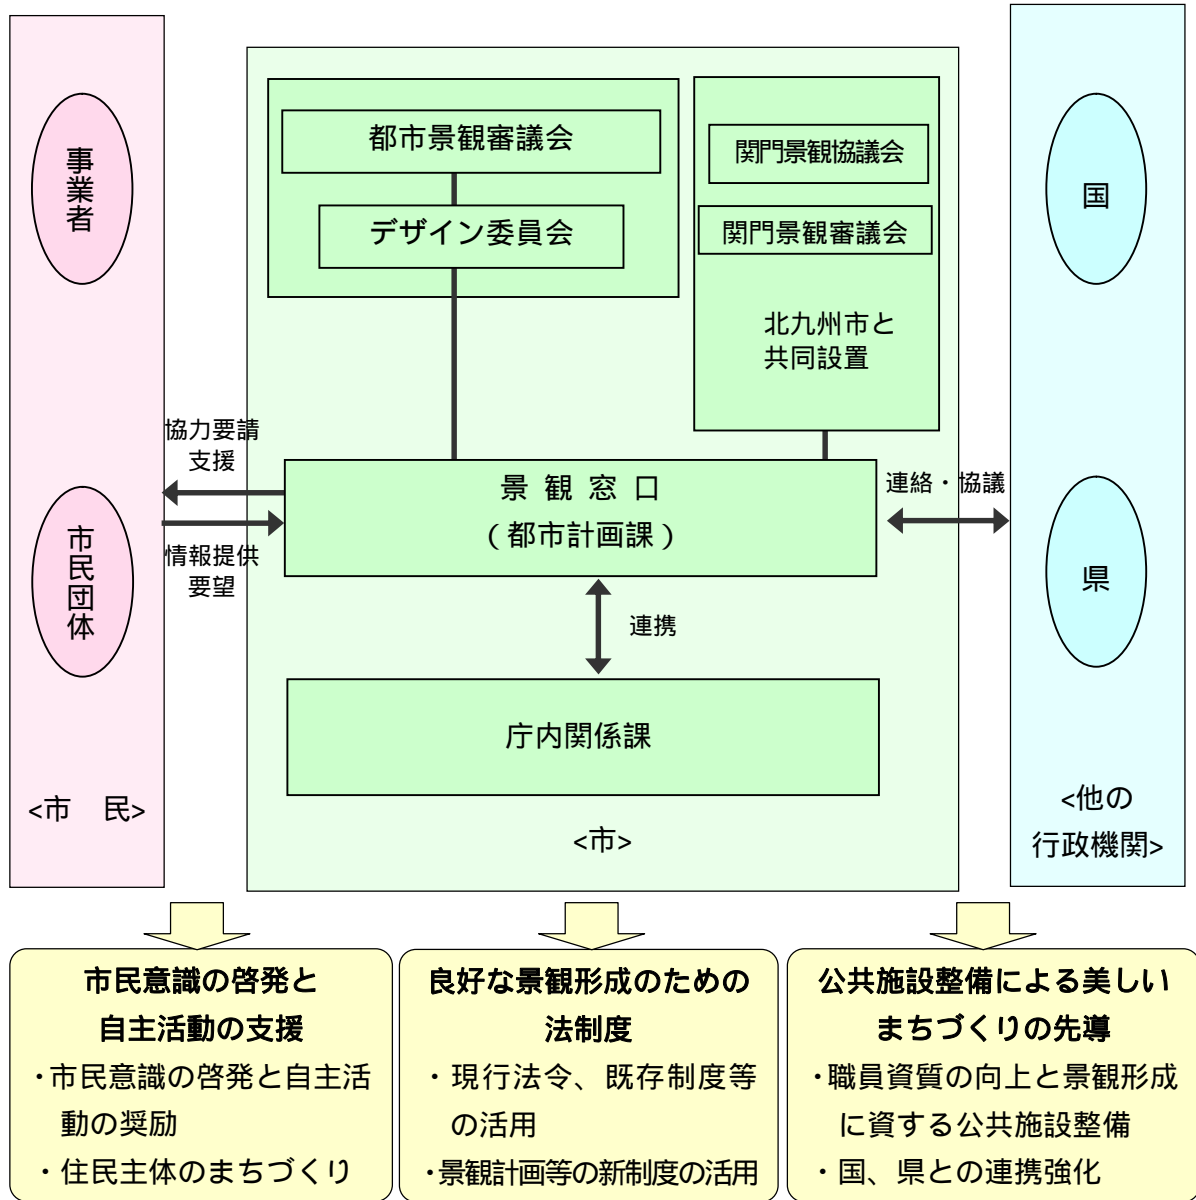 事業者
市民団体
<市　民>
都市景観審議会
デザイン委員会
関門景観協議会
関門景観審議会
北九州市と
共同設置
協力要請
支援
情報提供
要望
景 観 窓 口
（都市計画課）
連絡・協議
連携
庁内関係課
<市>
国
県
<他の
行政機関>
市民意識の啓発と
自主活動の支援
・市民意識の啓発と自主活
動の奨励
・住民主体のまちづくり
良好な景観形成のための
法制度
・現行法令、既存制度等
の活用
・景観計画等の新制度の活用
公共施設整備による美しい
まちづくりの先導
・職員資質の向上と景観形成
に資する公共施設整備
・国、県との連携強化